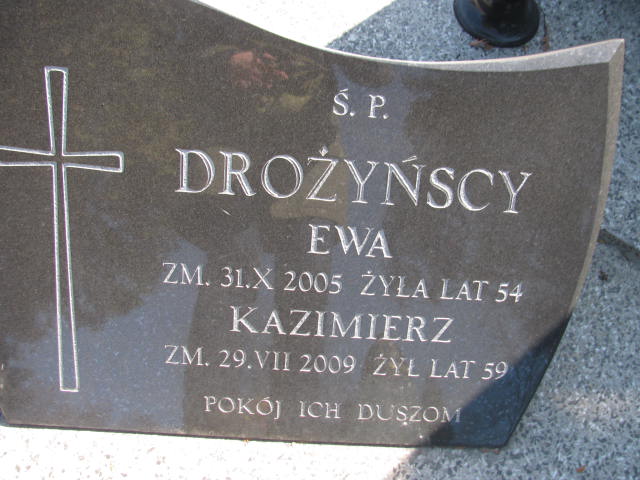 Ś. P.
DROŻYŃSCY
EWA
ZM. 31.X 2005 ŻYŁA LAT 54
KAZIMIERZ
ZM. 29.VII 2009 ŻYŁ LAT 59
POKÓJ ICH DUSZOM